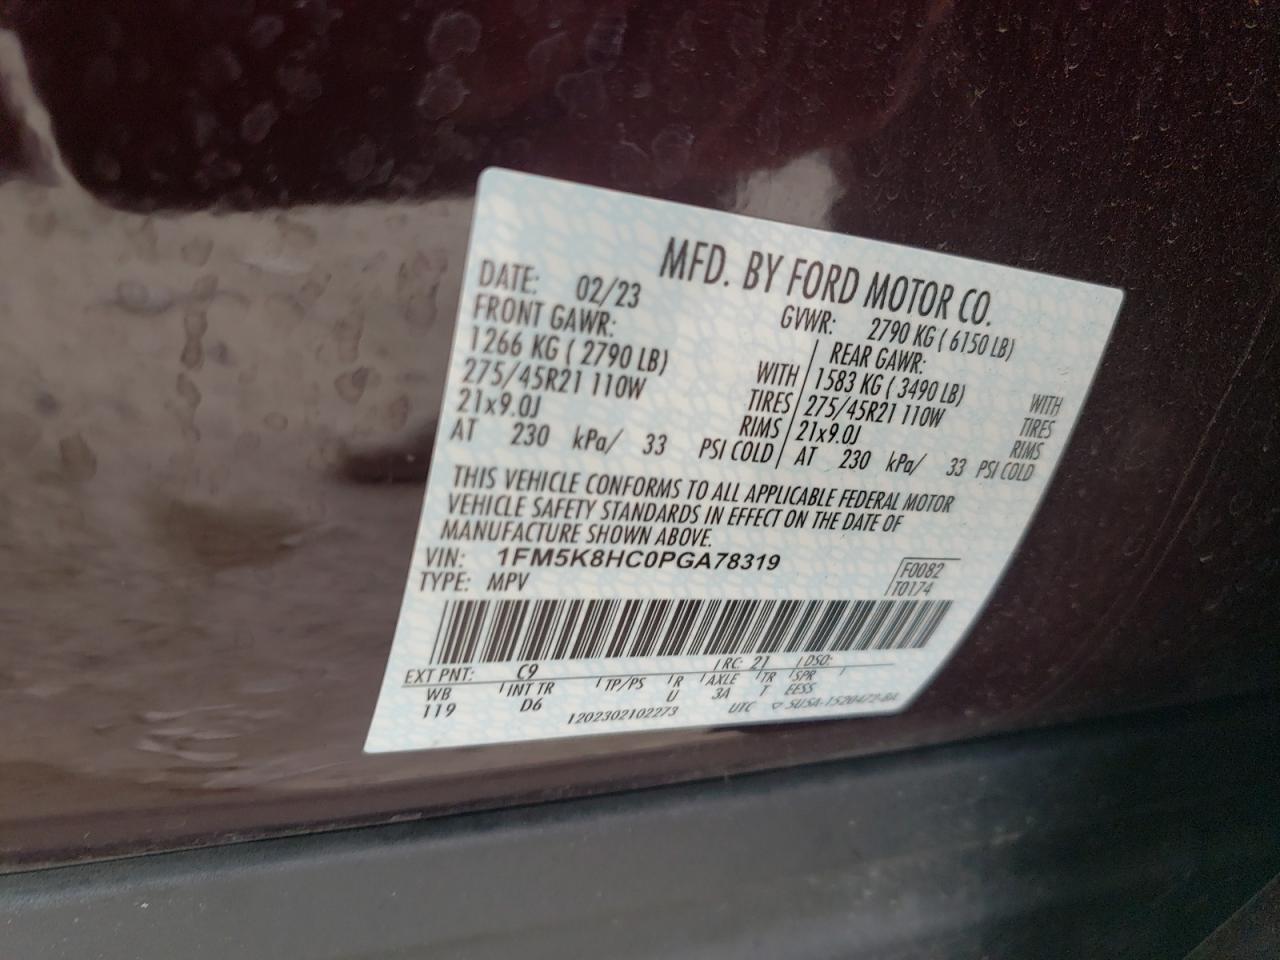 MFD. BY FORD MOTOR CO.
DATE: 02/23 GVWR: 2790 KG ( 6150 LB)
FRONT GAWR: REAR GAWR:
1266 KG ( 2790 LB) WITH 1583 KG ( 3490 LB) WITH
275/45R21 110W TIRES 275/45R21 110W TIRES
21x9.0J RIMS 21x9.0J RIMS
AT 230 kPa/ 33 PSI COLD AT 230 kPa/ 33 PSI COLD
THIS VEHICLE CONFORMS TO ALL APPLICABLE FEDERAL MOTOR
VEHICLE SAFETY STANDARDS IN EFFECT ON THE DATE OF
MANUFACTURE SHOWN ABOVE.
VIN: 1FM5K8HC0PGA78319
TYPE: MPV
F0082
T0174
EXT PNT: C9 RC: 21 DSO:
WB INT TR TP/PS R AXLE TR SPR
119 D6 U 3A T EESS
1202302102273 UTC SU5A-1520472-BA